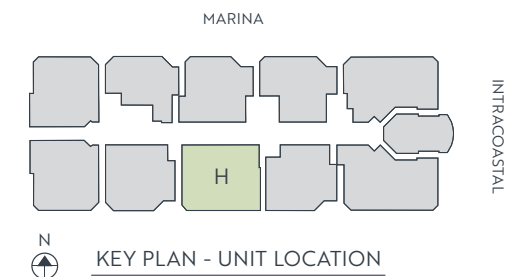 MARINA
INTRACOASTAL
H
N
KEY PLAN - UNIT LOCATION